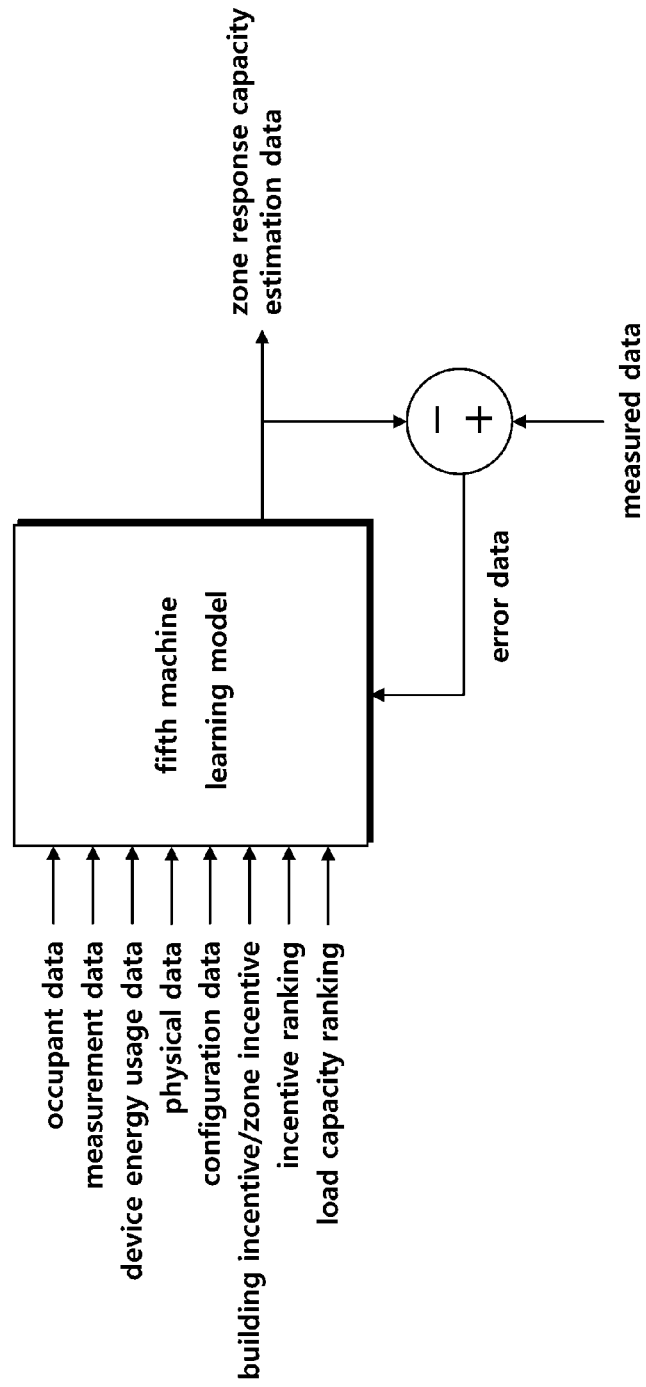 occupant data
measurement data
device energy usage data
physical data
configuration data
building incentive/zone incentive
incentive ranking
load capacity ranking
fifth machine
learning model
zone response capacity
estimation data
−
+
error data
measured data